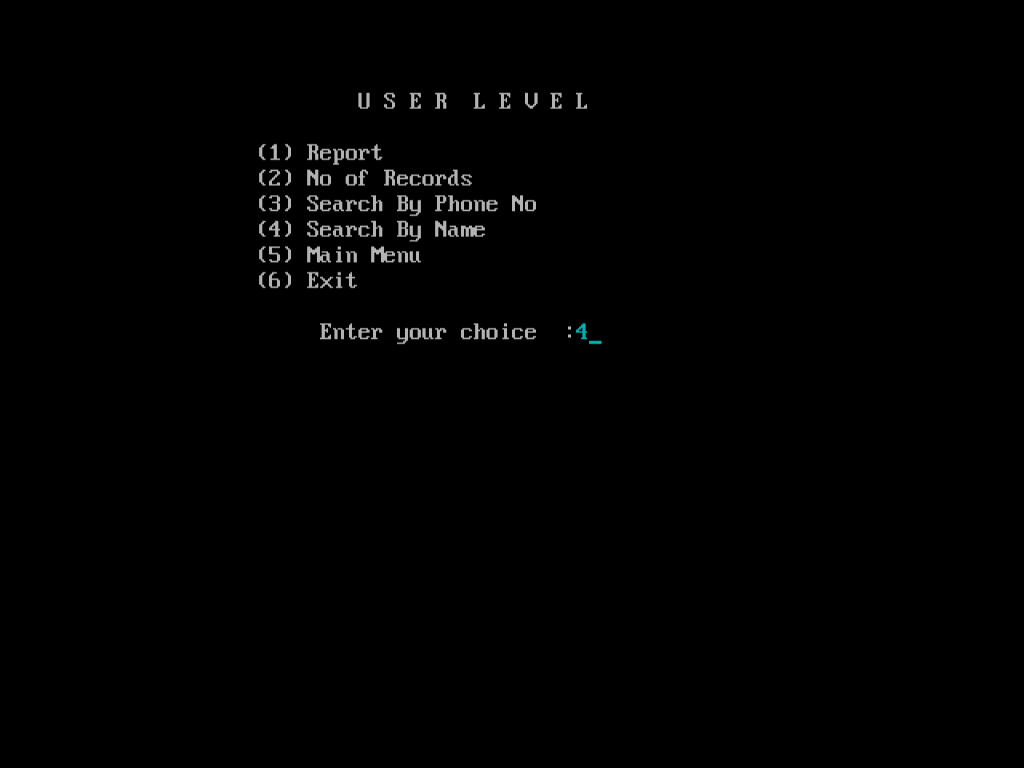 U S E R  L E V E L
(1) Report
(2) No of Records
(3) Search By Phone No
(4) Search By Name
(5) Main Menu
(6) Exit
Enter your choice  :4_